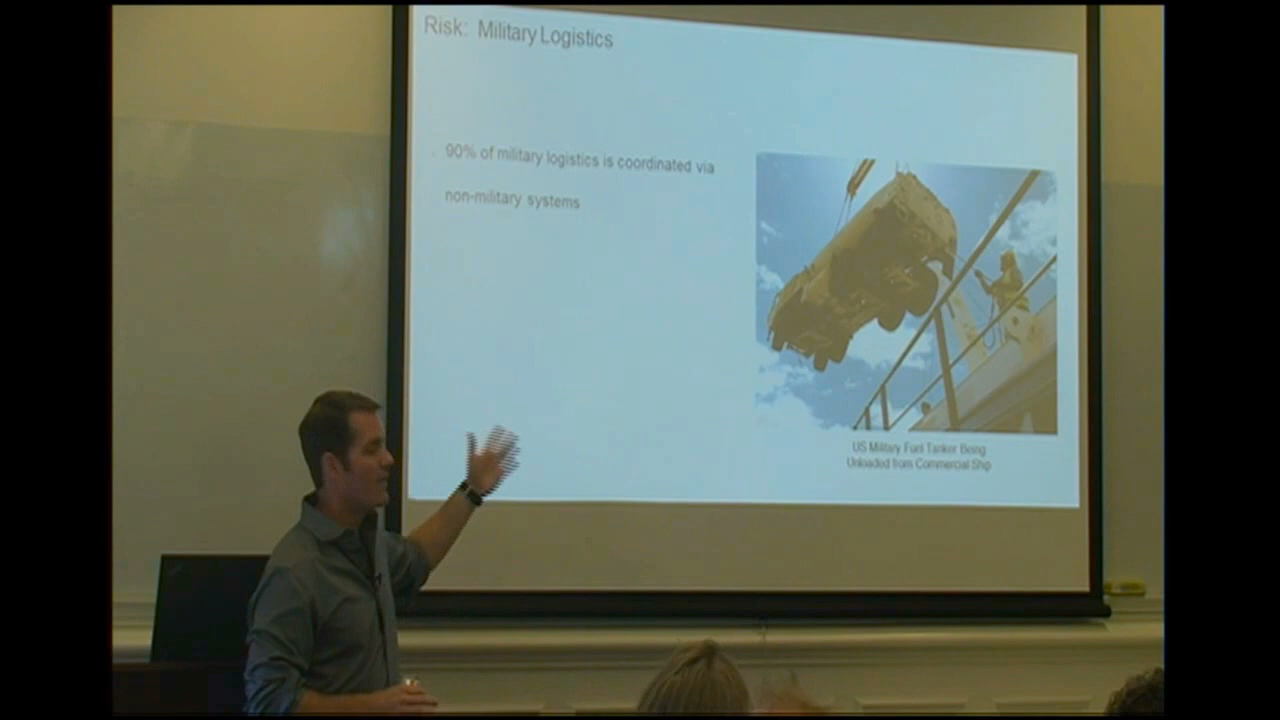 Risk: Military Logistics
90% of military logistics is coordinated via
non-military systems
US Military Fuel Tanker Being
Unloaded from Commercial Ship